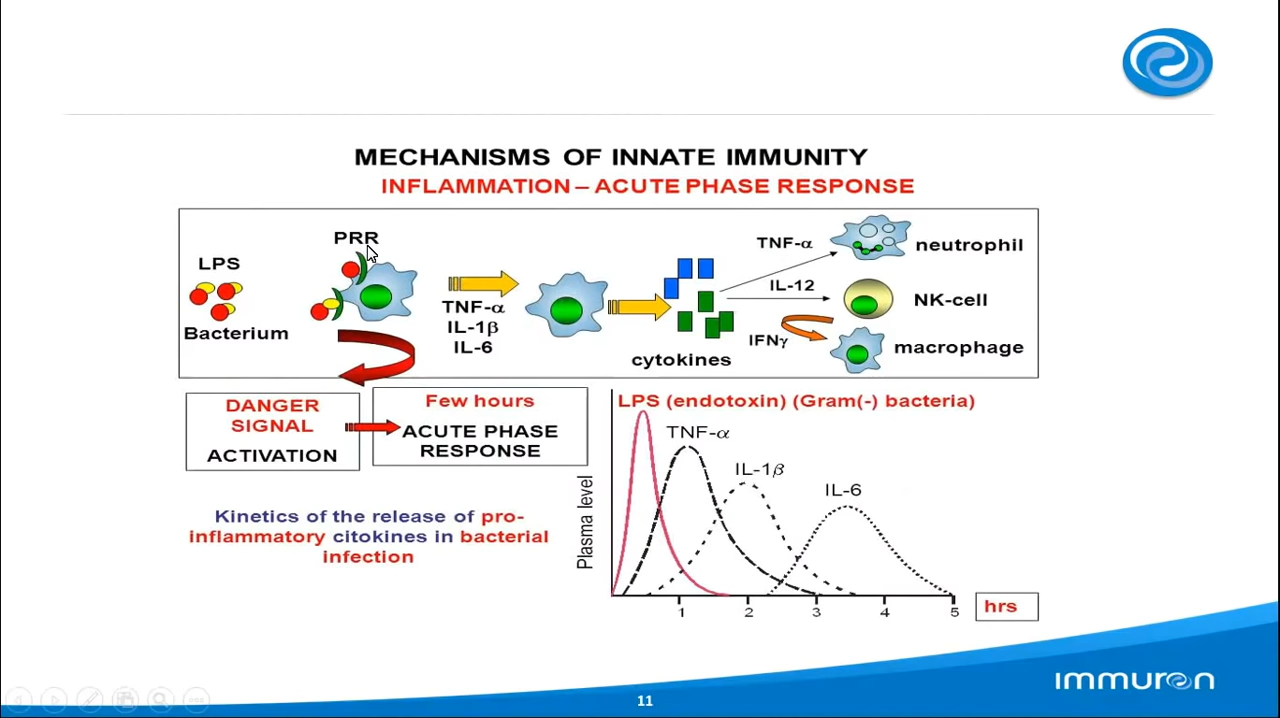 MECHANISMS OF INNATE IMMUNITY
INFLAMMATION – ACUTE PHASE RESPONSE
PRR
LPS
Bacterium
TNF-α
IL-1β
IL-6
cytokines
TNF-α
IL-12
IFNγ
neutrophil
NK-cell
macrophage
DANGER
SIGNAL
ACTIVATION
Few hours
ACUTE PHASE
RESPONSE
Kinetics of the release of pro-
inflammatory citokines in bacterial
infection
LPS (endotoxin) (Gram(-) bacteria)
TNF-α
IL-1β
IL-6
Plasma level
1 2 3 4 5
hrs
immuron
11